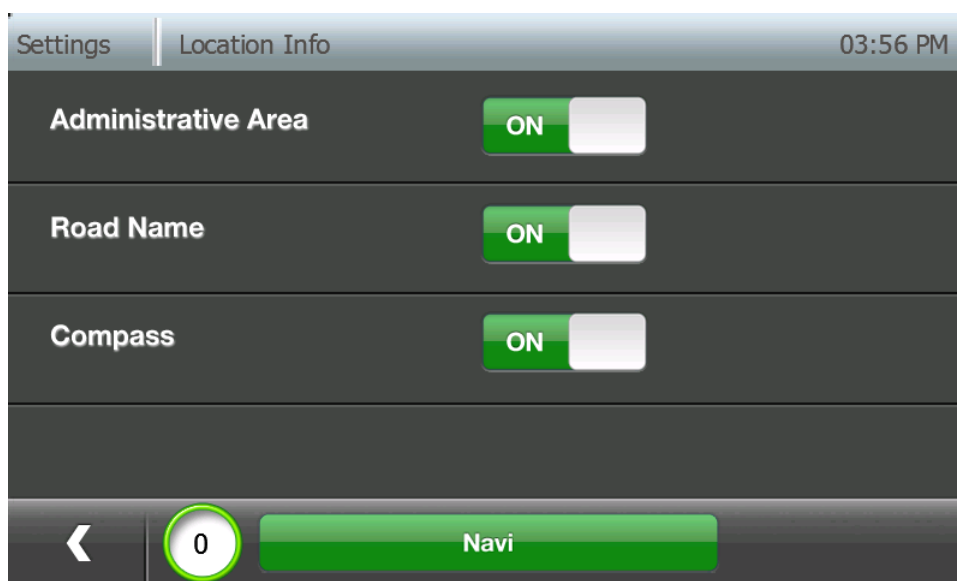 Settings Location Info 03:56 PM
Administrative Area ON
Road Name ON
Compass ON
0 Navi